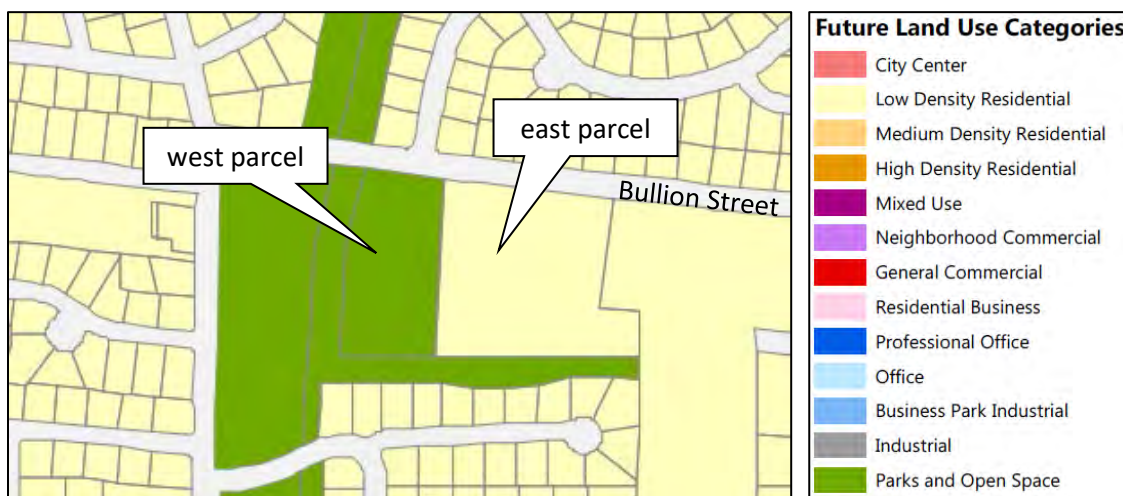 west parcel
east parcel
Bullion Street
Future Land Use Categories
City Center
Low Density Residential
Medium Density Residential
High Density Residential
Mixed Use
Neighborhood Commercial
General Commercial
Residential Business
Professional Office
Office
Business Park Industrial
Industrial
Parks and Open Space